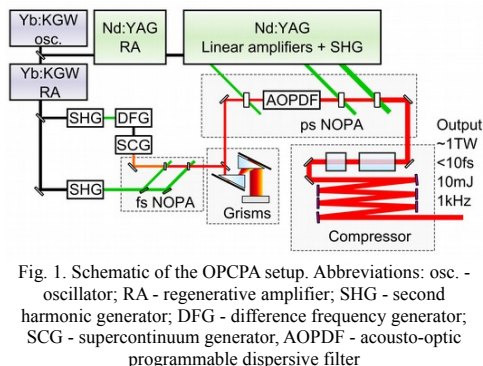 Yb:KGW
osc.
Nd:YAG
RA
Nd:YAG
Linear amplifiers + SHG
Yb:KGW
RA
AOPDF
ps NOPA
SHG
DFG
SCG
SHG
fs NOPA
Grisms
Output
~1TW
<10fs
10mJ
1kHz
Compressor
Fig. 1. Schematic of the OPCPA setup. Abbreviations: osc. -
oscillator; RA - regenerative amplifier; SHG - second
harmonic generator; DFG - difference frequency generator;
SCG - supercontinuum generator, AOPDF - acousto-optic
programmable dispersive filter